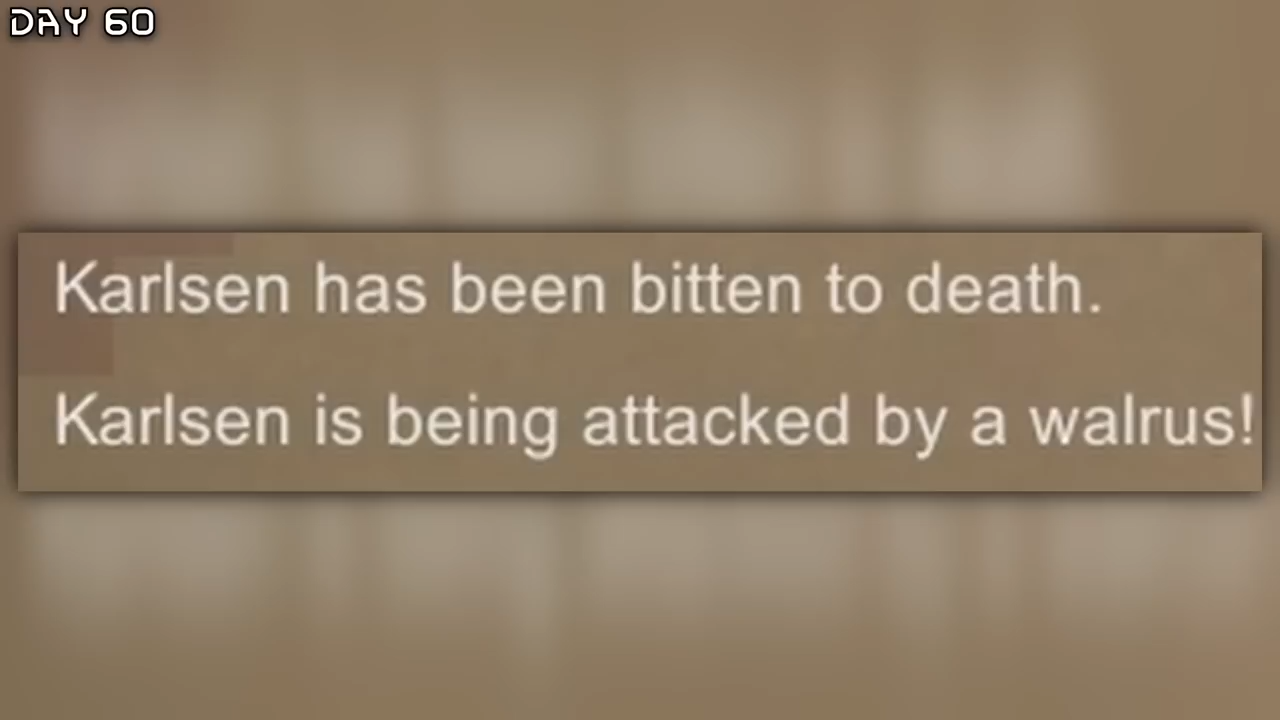 DAY 60
Karlsen has been bitten to death.
Karlsen is being attacked by a walrus!